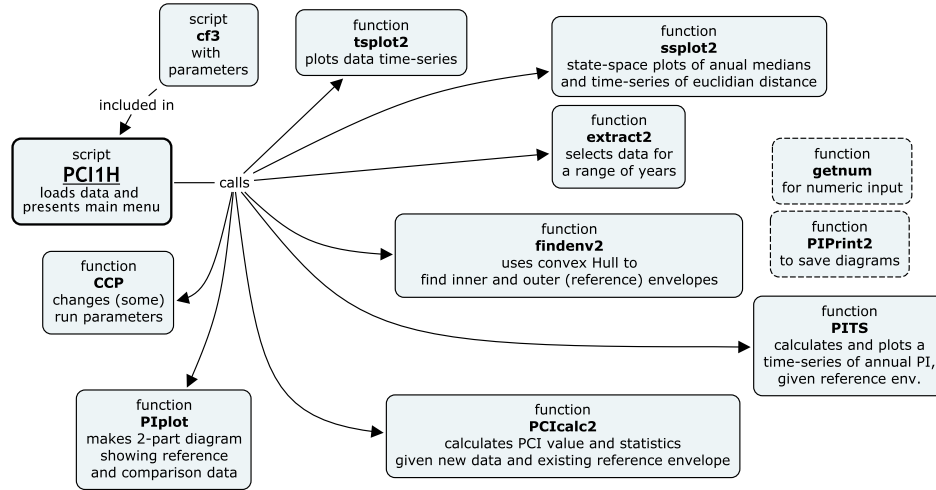 script
cf3
with
parameters
function
tsplot2
plots data time-series
function
ssplot2
state-space plots of anual medians
and time-series of euclidian distance
included in
function
extract2
selects data for
a range of years
script
PCI1H
loads data and
presents main menu
calls
function
getnum
for numeric input
function
PIPrint2
to save diagrams
function
findenv2
uses convex Hull to
find inner and outer (reference) envelopes
function
CCP
changes (some)
run parameters
function
PITS
calculates and plots a
time-series of annual PI,
given reference env.
function
PIplot
makes 2-part diagram
showing reference
and comparison data
function
PCIcalc2
calculates PCI value and statistics
given new data and existing reference envelope